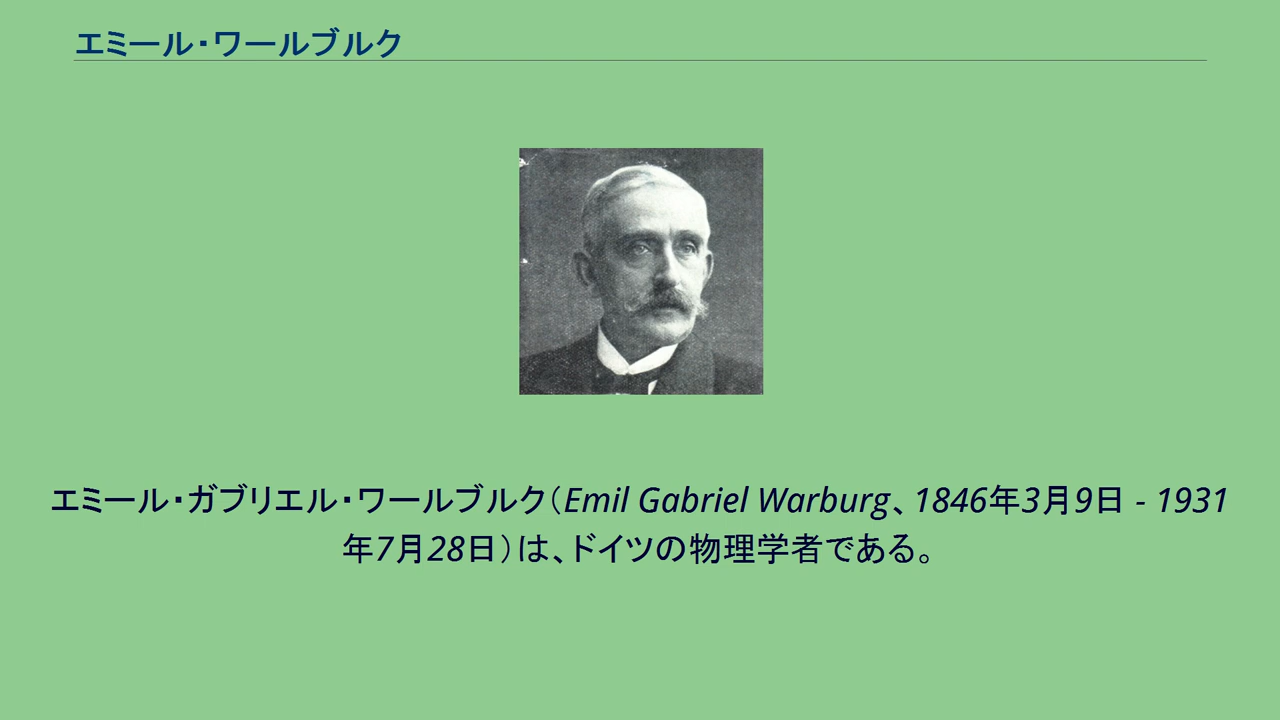 エミール・ワールブルク
エミール・ガブリエル・ワールブルク（Emil Gabriel Warburg、1846年3月9日 - 1931
年7月28日）は、ドイツの物理学者である。